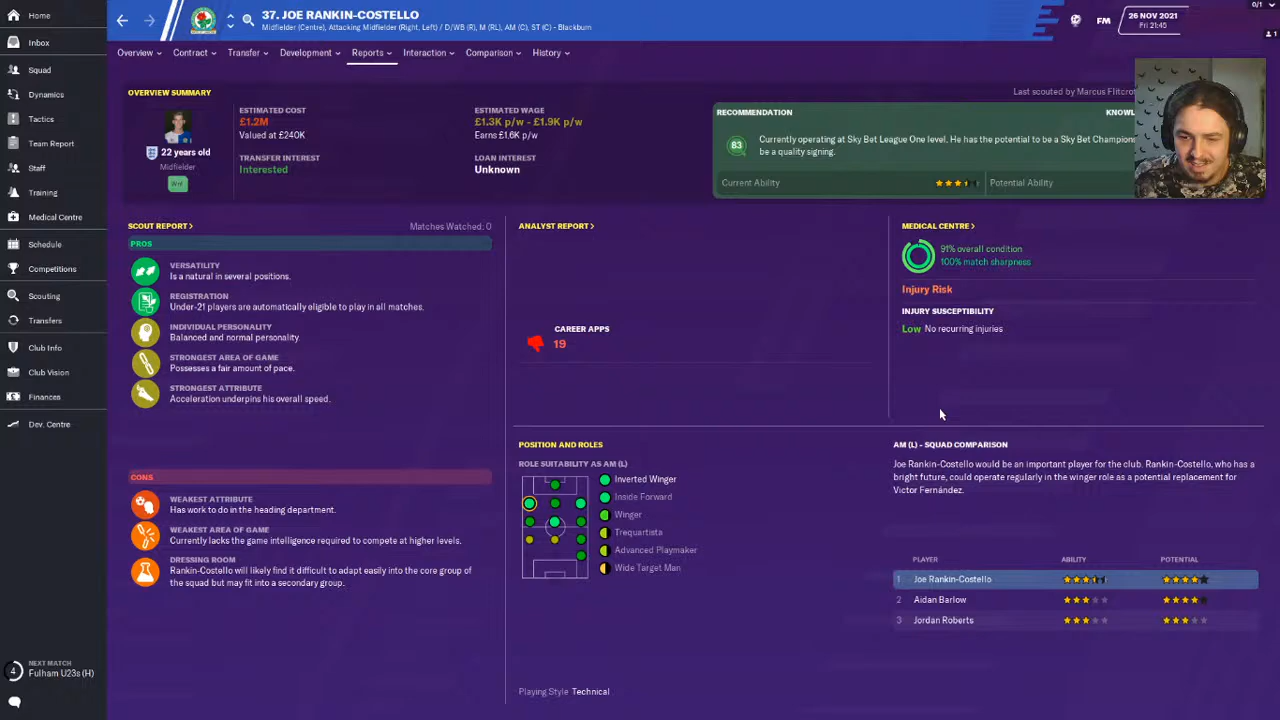 0/1
37. JOE RANKIN-COSTELLO
Midfielder (Centre), Attacking Midfielder (Right, Left) / D/WB (R), M (RL), AM (C), ST (C) - Blackburn
FM
26 NOV 2021
Fri 21:45
1
Home
Inbox
Squad
Dynamics
Tactics
Team Report
Staff
Training
Medical Centre
Schedule
Competitions
Scouting
Transfers
Club Info
Club Vision
Finances
Dev. Centre
4
NEXT MATCH
Fulham U23s (H)
Overview Contract Transfer Development Reports Interaction Comparison History
OVERVIEW SUMMARY
Last scouted by Marcus Flitcro
22 years old
Midfielder
Wnt
ESTIMATED COST
£1.2M
Valued at £240K
TRANSFER INTEREST
Interested
ESTIMATED WAGE
£1.3K p/w - £1.9K p/w
Earns £1.6K p/w
LOAN INTEREST
Unknown
RECOMMENDATION
KNOWL
83
Currently operating at Sky Bet League One level. He has the potential to be a Sky Bet Champions
be a quality signing.
Current Ability
Potential Ability
SCOUT REPORT >
Matches Watched: 0
PROS
VERSATILITY
Is a natural in several positions.
REGISTRATION
Under-21 players are automatically eligible to play in all matches.
INDIVIDUAL PERSONALITY
Balanced and normal personality.
STRONGEST AREA OF GAME
Possesses a fair amount of pace.
STRONGEST ATTRIBUTE
Acceleration underpins his overall speed.
CONS
WEAKEST ATTRIBUTE
Has work to do in the heading department.
WEAKEST AREA OF GAME
Currently lacks the game intelligence required to compete at higher levels.
DRESSING ROOM
Rankin-Costello will likely find it difficult to adapt easily into the core group of
the squad but may fit into a secondary group.
ANALYST REPORT >
CAREER APPS
19
MEDICAL CENTRE >
91% overall condition
100% match sharpness
Injury Risk
INJURY SUSCEPTIBILITY
Low No recurring injuries
POSITION AND ROLES
ROLE SUITABILITY AS AM (L)
Inverted Winger
Inside Forward
Winger
Trequartista
Advanced Playmaker
Wide Target Man
Playing Style Technical
AM (L) - SQUAD COMPARISON
Joe Rankin-Costello would be an important player for the club. Rankin-Costello, who has a
bright future, could operate regularly in the winger role as a potential replacement for
Victor Fernández.
PLAYER ABILITY POTENTIAL
1 Joe Rankin-Costello
2 Aidan Barlow
3 Jordan Roberts